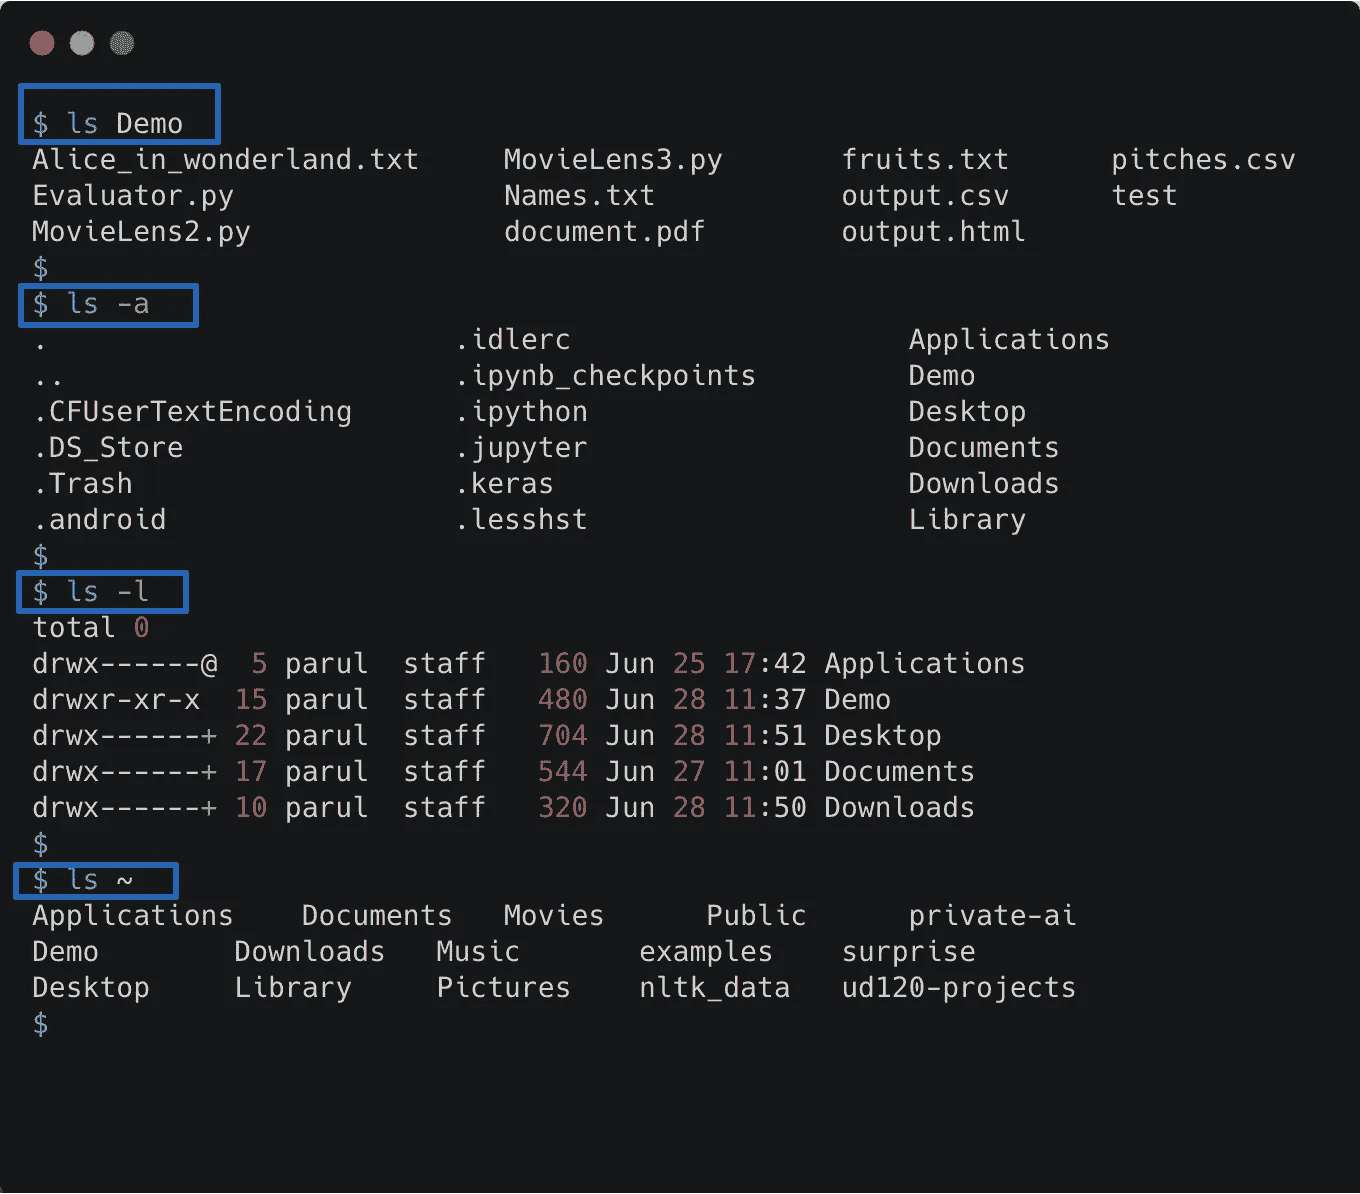 $ ls Demo
Alice_in_wonderland.txt MovieLens3.py fruits.txt pitches.csv
Evaluator.py Names.txt output.csv test
MovieLens2.py document.pdf output.html
$
$ ls -a
. .idlerc Applications
.. .ipynb_checkpoints Demo
.CFUserTextEncoding .ipython Desktop
.DS_Store .jupyter Documents
.Trash .keras Downloads
.android .lesshst Library
$
$ ls -l
total 0
drwx------@ 5 parul staff 160 Jun 25 17:42 Applications
drwxr-xr-x 15 parul staff 480 Jun 28 11:37 Demo
drwx------+ 22 parul staff 704 Jun 28 11:51 Desktop
drwx------+ 17 parul staff 544 Jun 27 11:01 Documents
drwx------+ 10 parul staff 320 Jun 28 11:50 Downloads
$
$ ls ~
Applications Documents Movies Public private-ai
Demo Downloads Music examples surprise
Desktop Library Pictures nltk_data ud120-projects
$